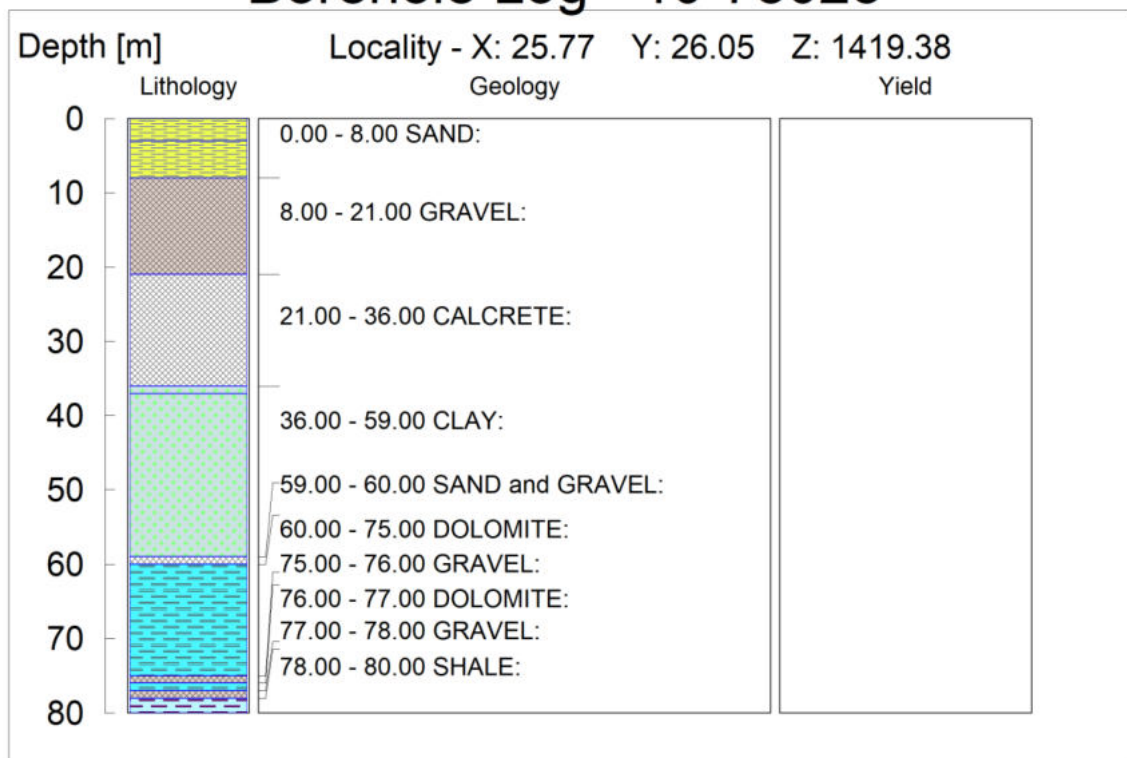 Depth [m] Locality - X: 25.77 Y: 26.05 Z: 1419.38
Lithology Geology Yield
0
0.00 - 8.00 SAND:
10
8.00 - 21.00 GRAVEL:
20
21.00 - 36.00 CALCRETE:
30
40
36.00 - 59.00 CLAY:
50
59.00 - 60.00 SAND and GRAVEL:
60.00 - 75.00 DOLOMITE:
60
75.00 - 76.00 GRAVEL:
76.00 - 77.00 DOLOMITE:
77.00 - 78.00 GRAVEL:
70
78.00 - 80.00 SHALE:
80